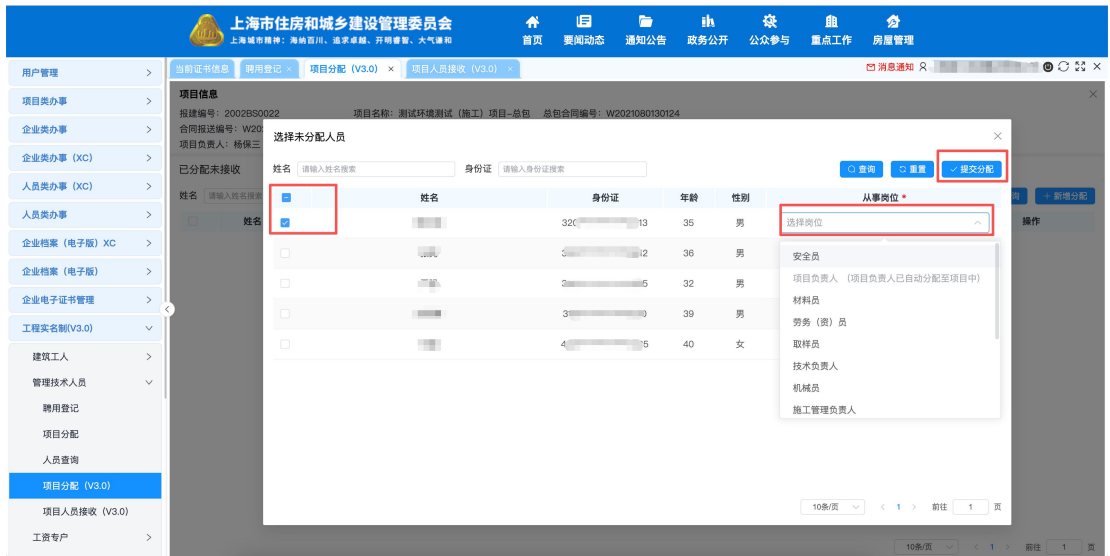 上海市住房和城乡建设管理委员会
上海城市精神：海纳百川、追求卓越、开明睿智、大气谦和
首页 要闻动态 通知公告 政务公开 公众参与 重点工作 房屋管理
用户管理
项目类办事
企业类办事
企业类办事（XC）
人员类办事（XC）
人员类办事
企业档案（电子版）XC
企业档案（电子版）
企业电子证书管理
工程实名制(V3.0)
建筑工人
管理技术人员
聘用登记
项目分配
人员查询
项目分配（V3.0）
项目人员接收（V3.0）
工资专户
当前证书信息 聘用登记 × 项目分配（V3.0） × 项目人员接收（V3.0） × 消息通知
项目信息
报建编号：2002BS0022 项目名称：测试环境测试（施工）项目-总包 总包合同编号：W2021080130124
合同报送编号：W20
项目负责人：杨保三
已分配未接收
姓名 请输入姓名搜索 询 + 新增分配
姓名 操作
选择未分配人员
姓名 请输入姓名搜索 身份证 请输入身份证搜索 查询 重置 提交分配
姓名 身份证 年龄 性别 从事岗位 *
320 13 35 男 选择岗位
3 2 36 男
3 5 32 男
3 39 男
4 5 40 女
安全员
项目负责人 （项目负责人已自动分配至项目中）
材料员
劳务（资）员
取样员
技术负责人
机械员
施工管理负责人
10条/页 < 1 > 前往 1 页
10条/页 < 1 > 前往 1 页